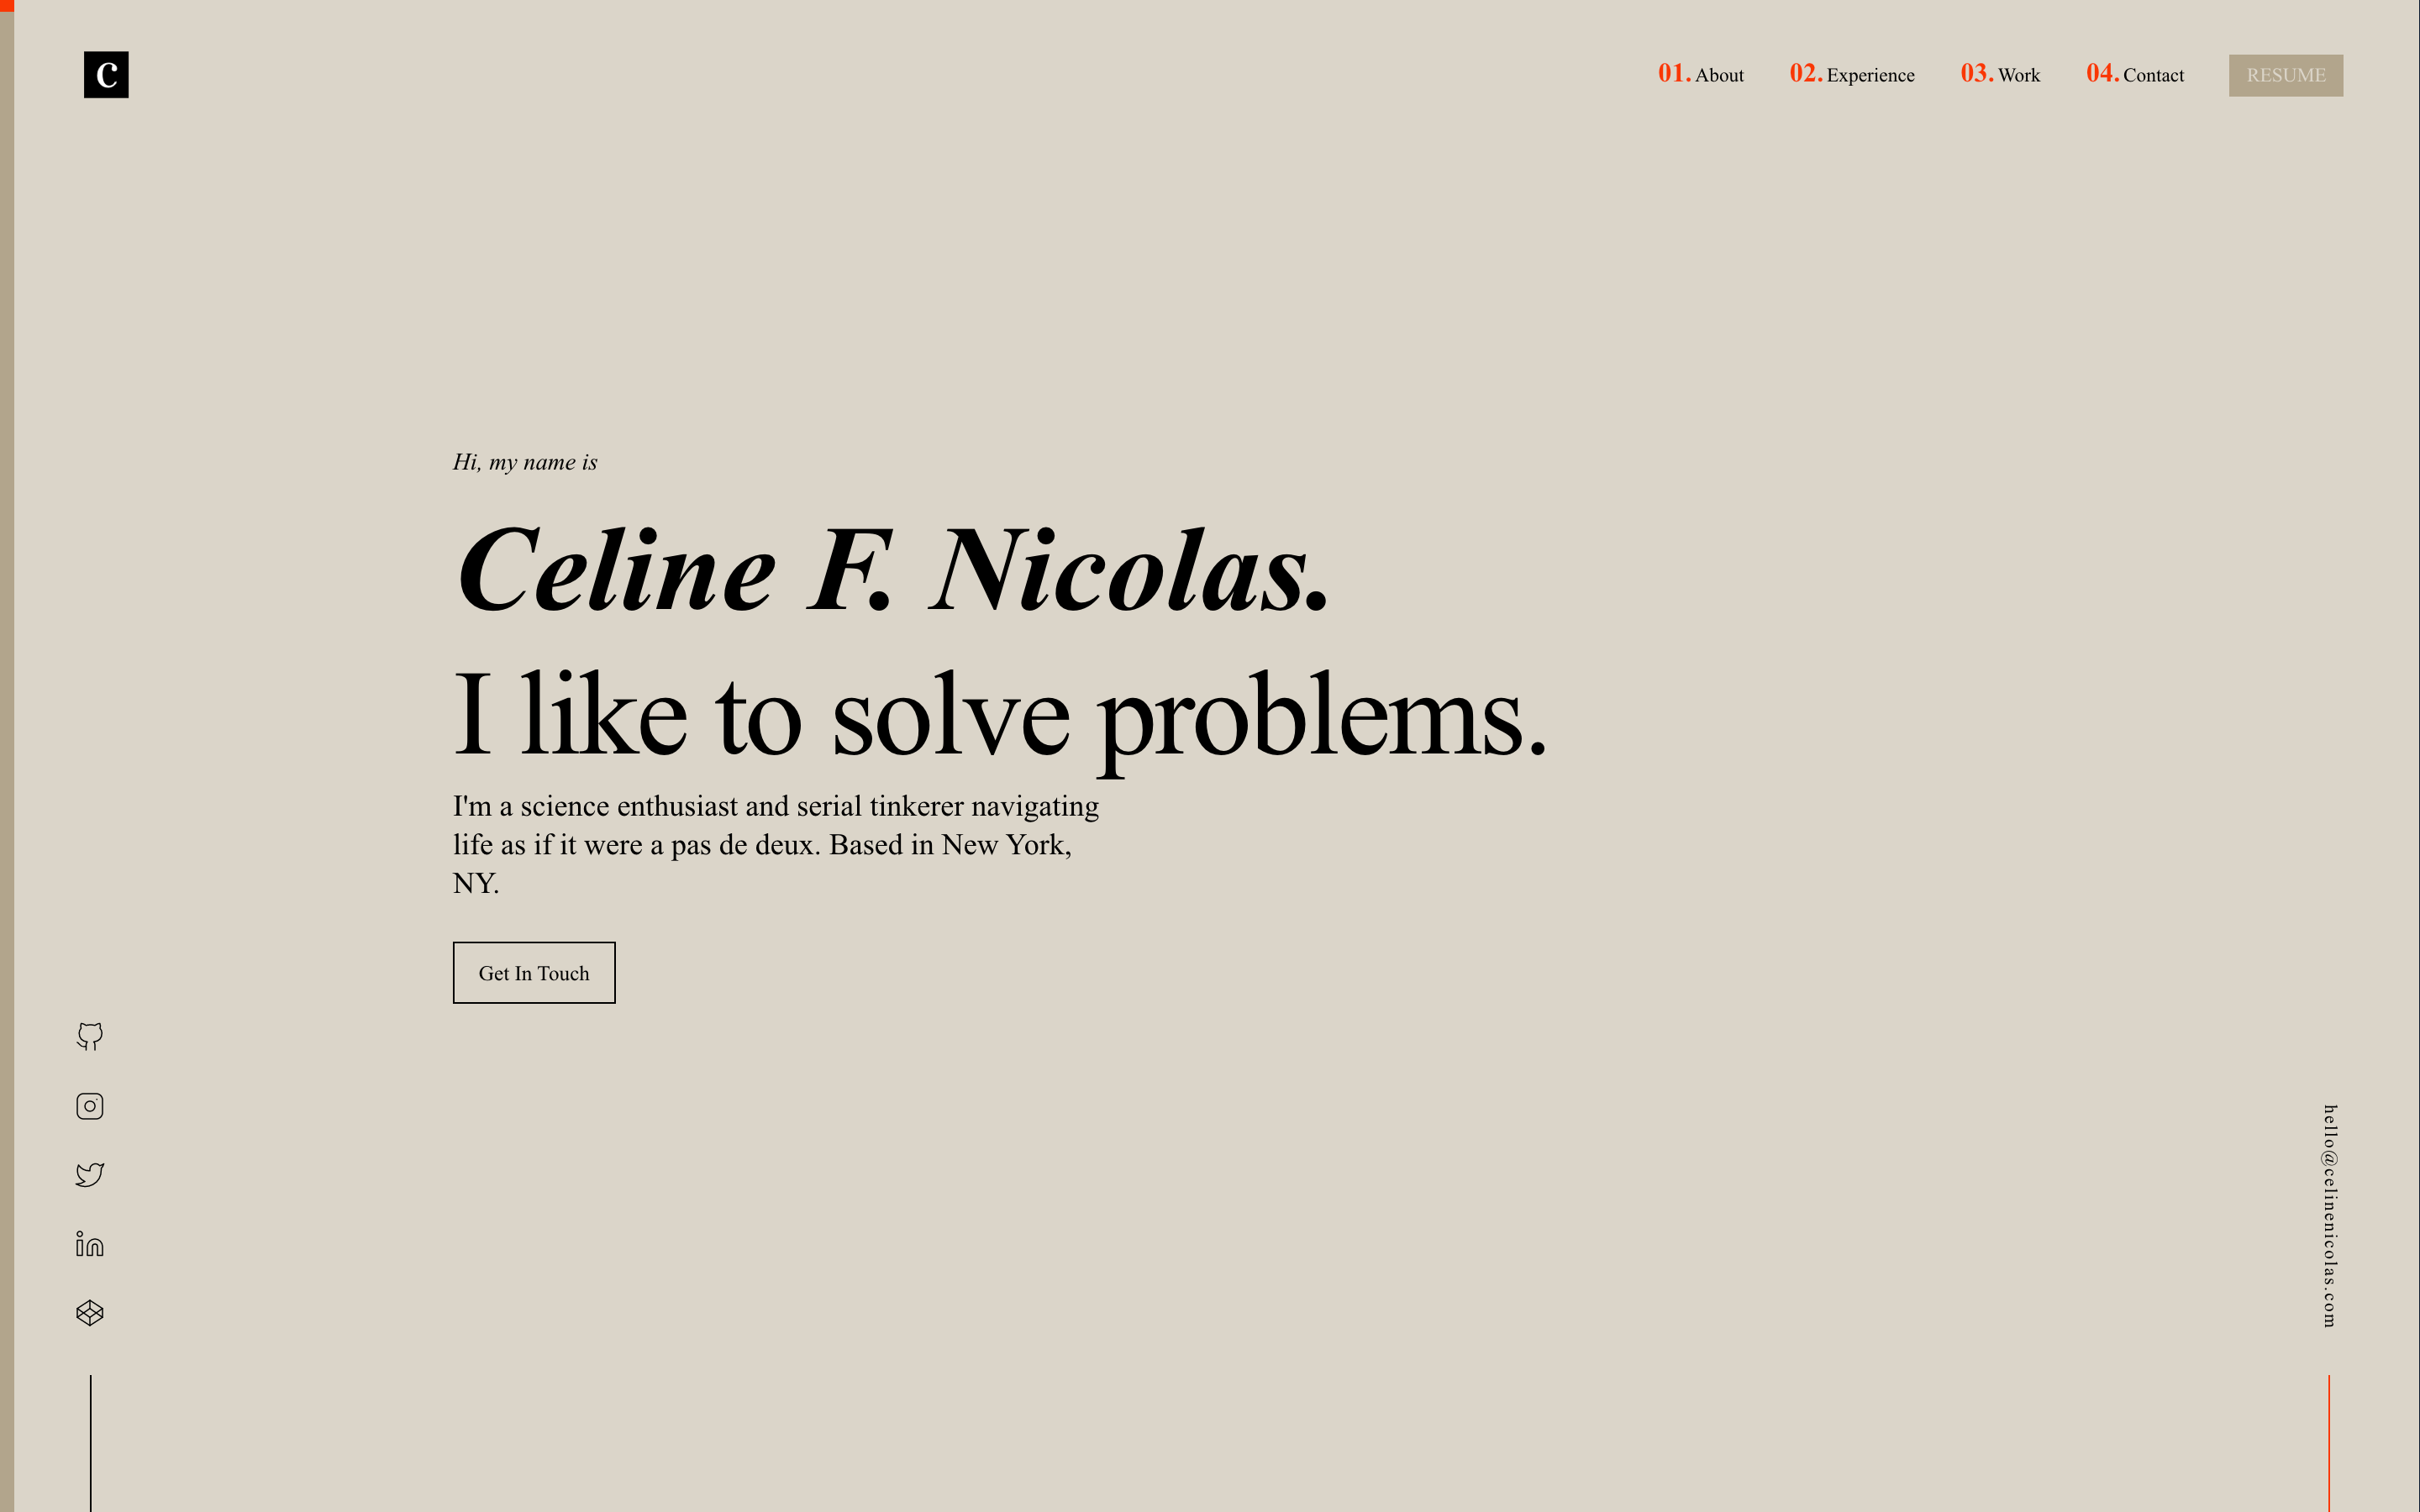 C
01. About 02. Experience 03. Work 04. Contact RESUME
Hi, my name is
Celine F. Nicolas.
I like to solve problems.
I'm a science enthusiast and serial tinkerer navigating
life as if it were a pas de deux. Based in New York,
NY.
Get In Touch
hello@celinenicolas.com